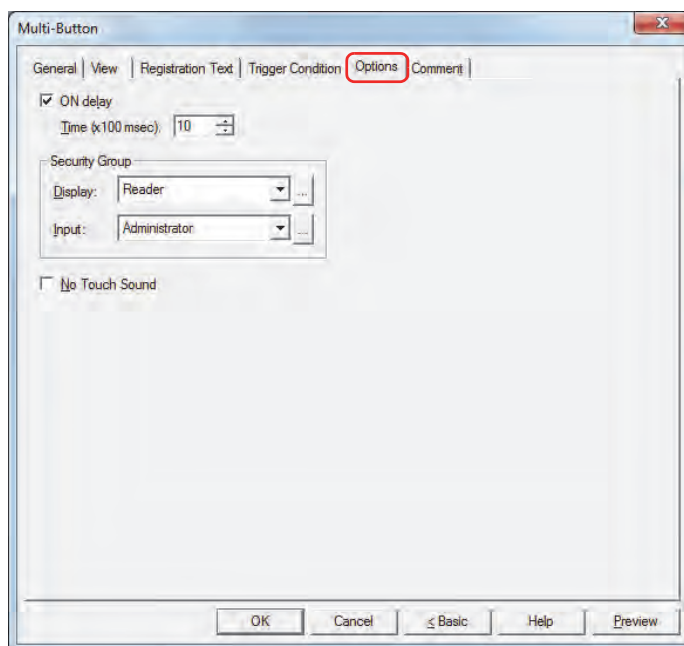 Multi-Button
X
General View Registration Text Trigger Condition Options Comment
ON delay
Time (x100 msec): 10
Security Group
Display: Reader ...
Input: Administrator ...
No Touch Sound
OK Cancel < Basic Help Preview